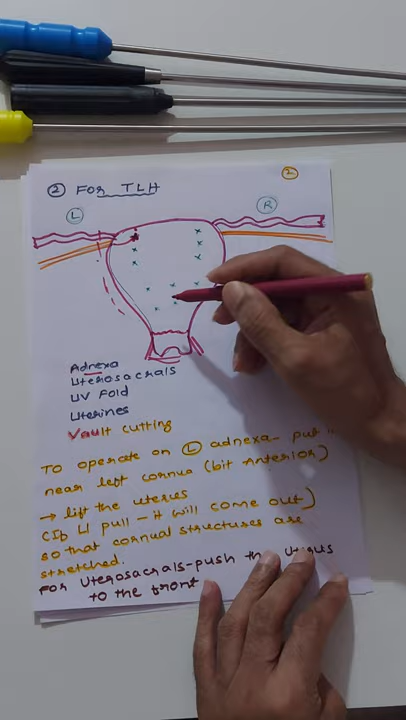 ② FOR TLH
②
L
R
Adnexa
Uterosacrals
UV Fold
Uterines
Vault cutting
TO operate on Ⓛ adnexa - put
near left cornua (bit Anterior)
→ lift the uterus
pull - it will come out)
so that cornual structures are
stretched.
FOR Uterosacrals - push the Uterus
to the front